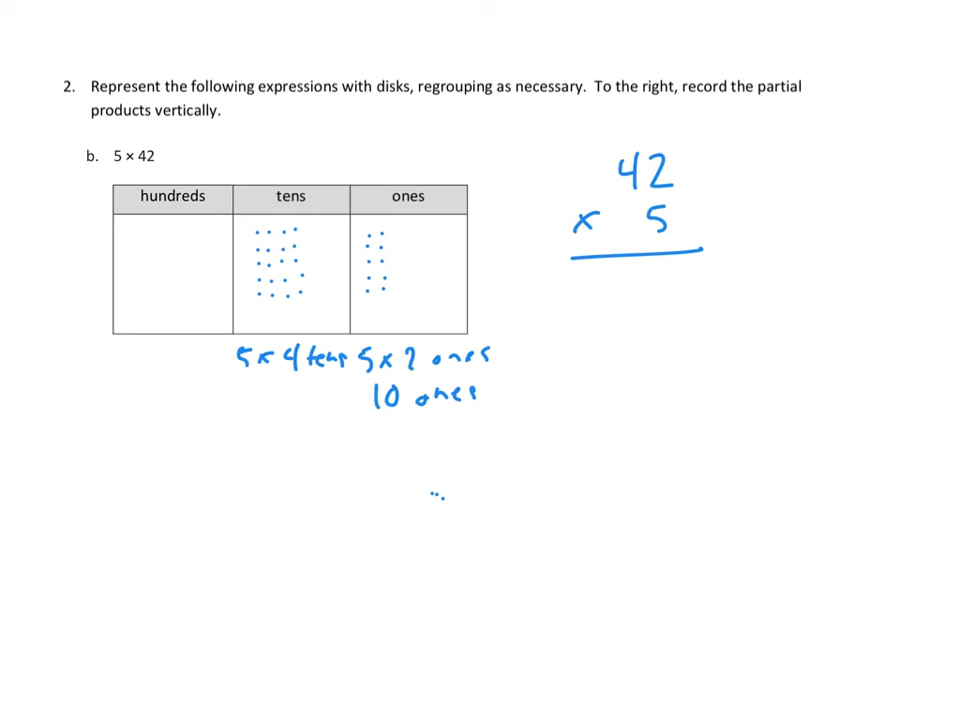 2. Represent the following expressions with disks, regrouping as necessary. To the right, record the partial
products vertically.
b. 5 × 42
hundreds tens ones
5 x 4 tens 5 x 2 ones
10 ones
42
x 5